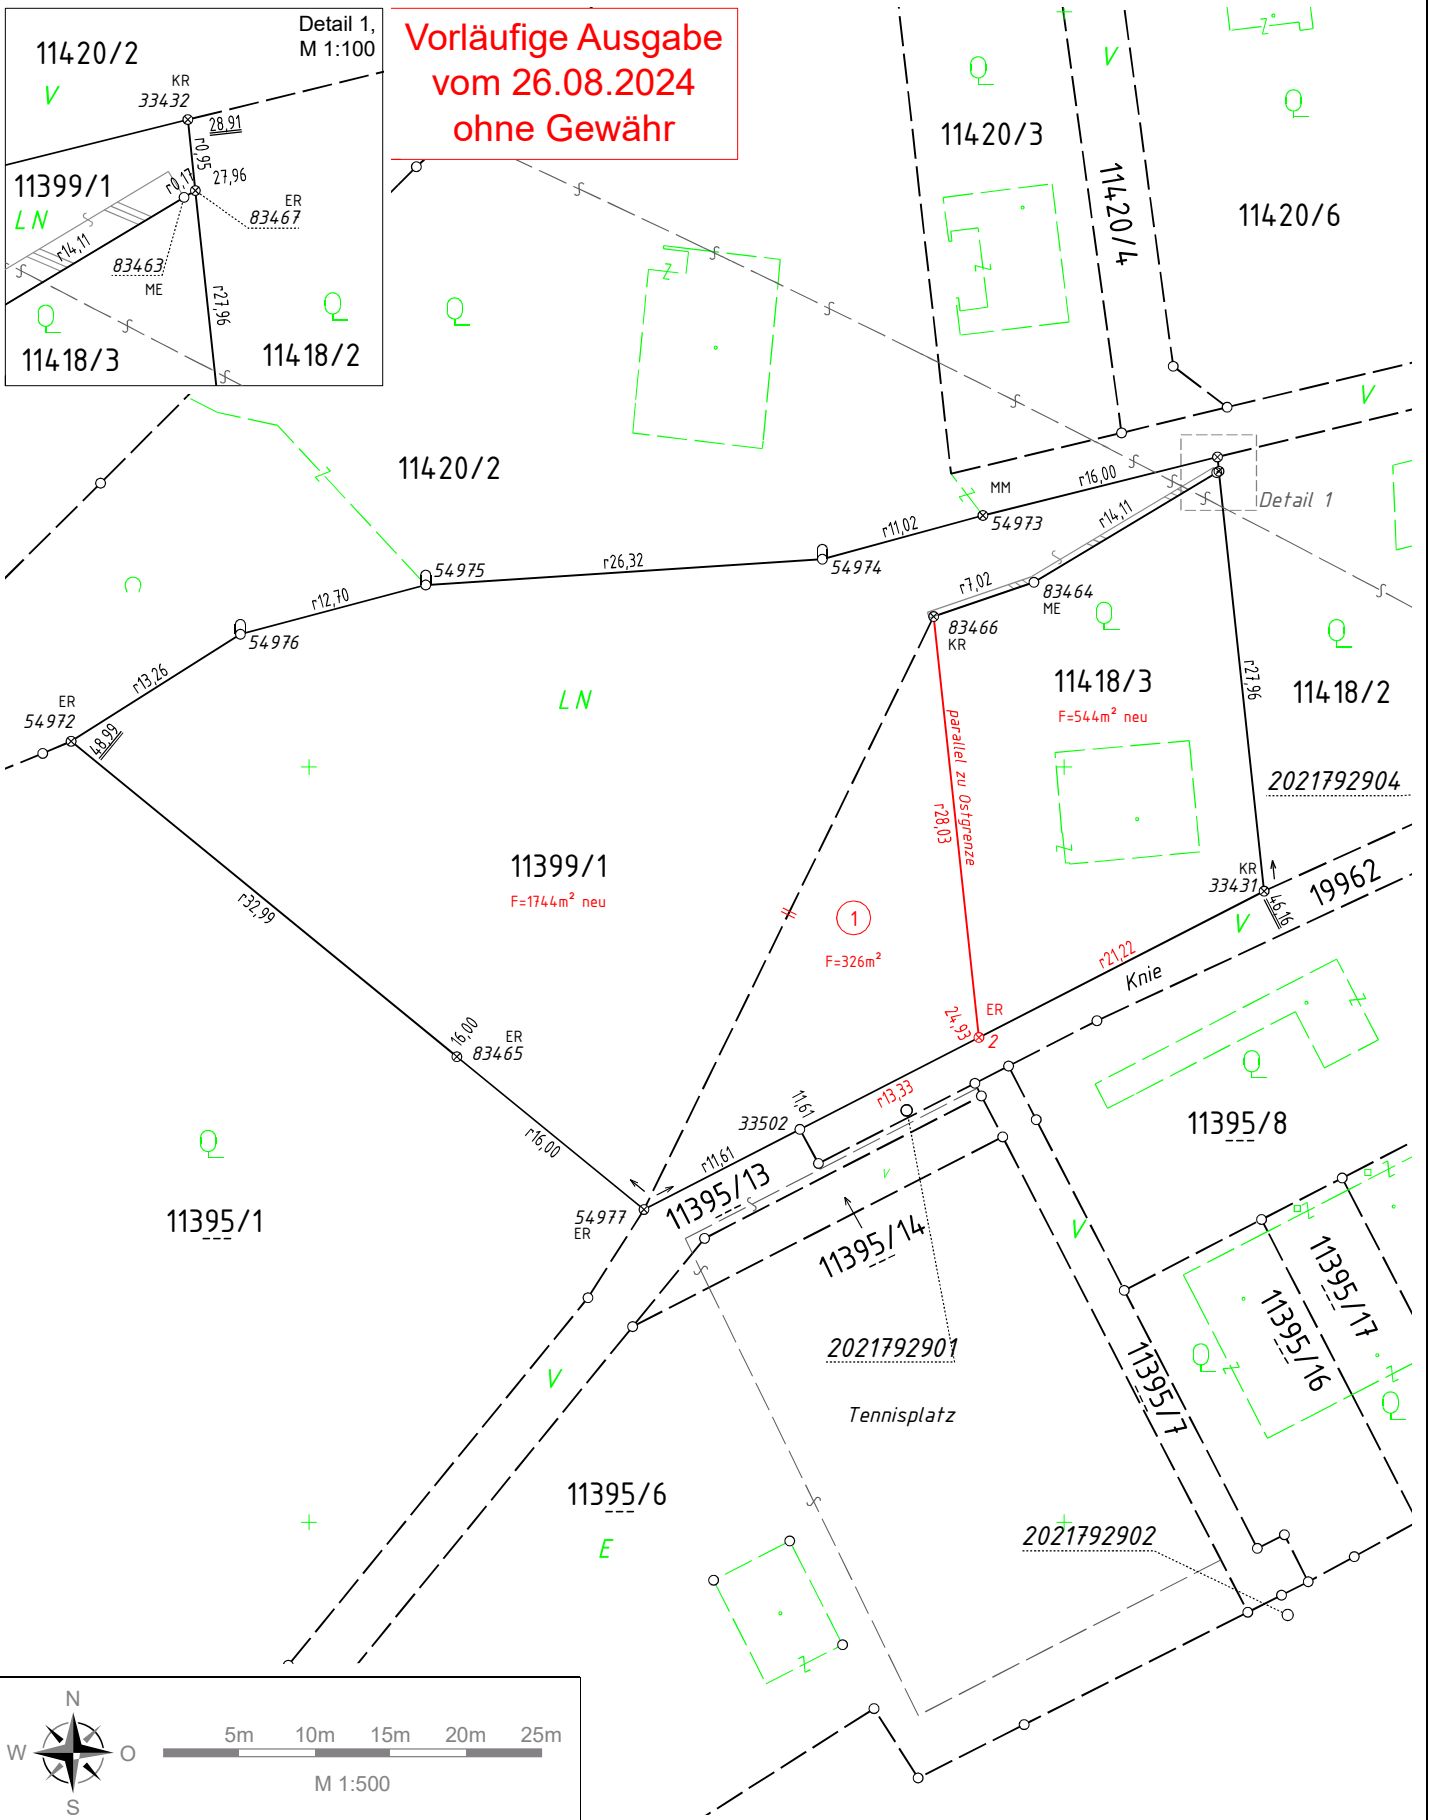 Detail 1,
M 1:100
11420/2
V
KR
33432
28,91
r0,95
11399/1
LN
r0,17
27,96
ER
83467
r14,11
83463
ME
r27,96
Q
Q
11418/3
11418/2
Vorläufige Ausgabe
vom 26.08.2024
ohne Gewähr
Q
V
Q
11420/3
11420/4
11420/6
Q
V
11420/2
MM
r16,00
54973
Detail 1
r14,11
r11,02
54974
r26,32
54975
r12,70
54976
r7,02
83464
ME
Q
Q
83466
KR
r13,26
ER
54972
48,99
LN
11418/3
F=544m² neu
r27,96
11418/2
parallel zu Ostgrenze
r28,03
2021792904
11399/1
F=1744m² neu
KR
33431
46,16
19962
V
r32,99
1
F=326m²
r21,22
Knie
ER
24,93
2
16,00
ER
83465
Q
r13,33
11,61
33502
11395/8
Q
r16,00
r11,61
11395/13
V
11395/1
54977
ER
11395/14
V
11395/17
11395/16
2021792901
V
11395/7
Q
Q
Tennisplatz
11395/6
E
2021792902
N
W
O
S
5m 10m 15m 20m 25m
M 1:500